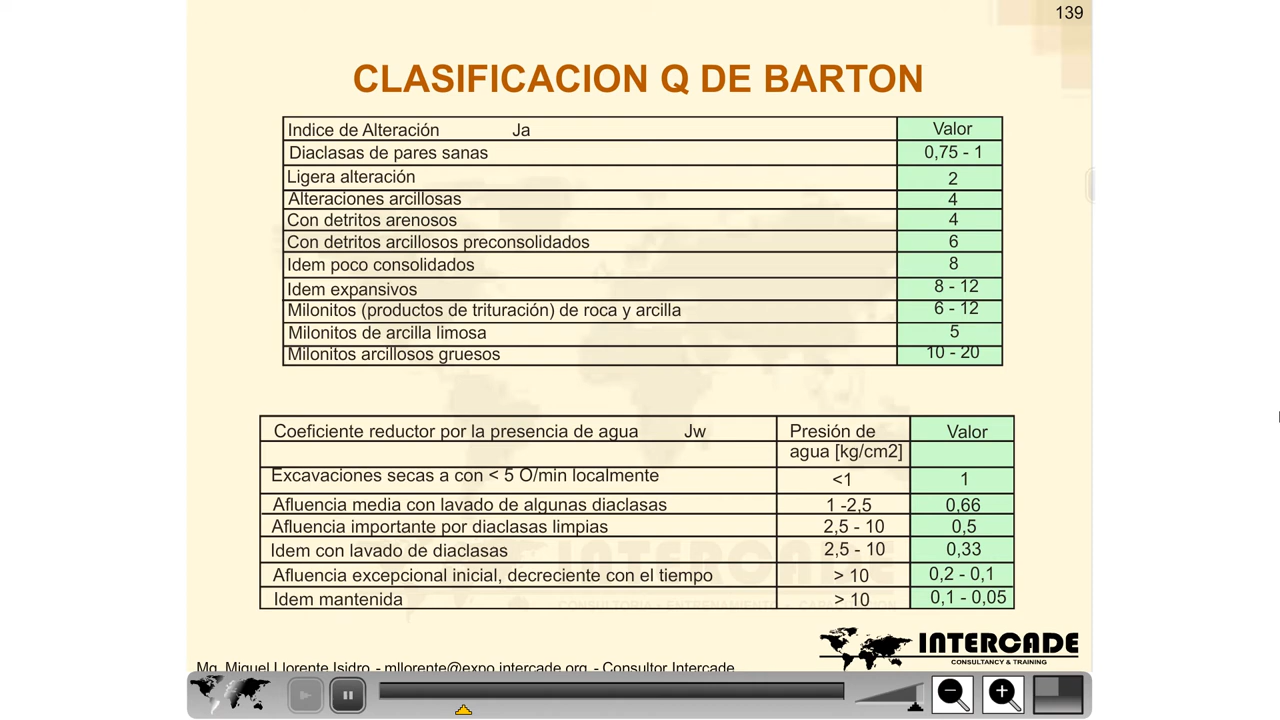 139
CLASIFICACION Q DE BARTON
Indice de Alteración Ja Valor
Diaclasas de pares sanas 0,75 - 1
Ligera alteración 2
Alteraciones arcillosas 4
Con detritos arenosos 4
Con detritos arcillosos preconsolidados 6
Idem poco consolidados 8
Idem expansivos 8 - 12
Milonitos (productos de trituración) de roca y arcilla 6 - 12
Milonitos de arcilla limosa 5
Milonitos arcillosos gruesos 10 - 20
Coeficiente reductor por la presencia de agua Jw Presión de Valor
agua [kg/cm2]
Excavaciones secas a con < 5 O/min localmente <1 1
Afluencia media con lavado de algunas diaclasas 1 -2,5 0,66
Afluencia importante por diaclasas limpias 2,5 - 10 0,5
Idem con lavado de diaclasas 2,5 - 10 0,33
Afluencia excepcional inicial, decreciente con el tiempo > 10 0,2 - 0,1
Idem mantenida > 10 0,1 - 0,05
INTERCADE
CONSULTORIA - ENTRENAMIENTO - CAPACITACION
INTERCADE
CONSULTANCY & TRAINING
Mg. Miguel Llorente Isidro - mllorente@expo.intercade.org - Consultor Intercade